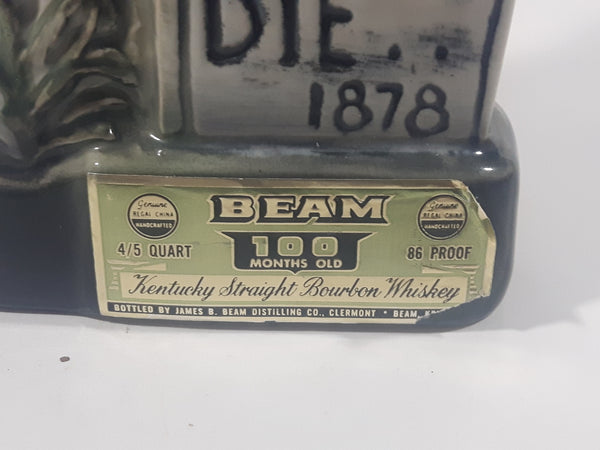 DIE..
1878
Genuine REGAL CHINA HANDCRAFTED
BEAM
Genuine REGAL CHINA HANDCRAFTED
4/5 QUART
100
86 PROOF
MONTHS OLD
Kentucky Straight Bourbon Whiskey
BOTTLED BY JAMES B. BEAM DISTILLING CO., CLERMONT • BEAM,